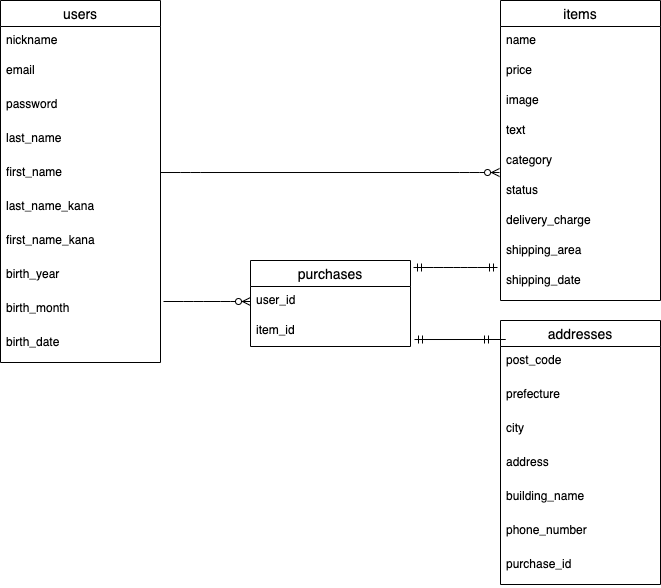 users
nickname
email
password
last_name
first_name
last_name_kana
first_name_kana
birth_year
birth_month
birth_date
items
name
price
image
text
category
status
delivery_charge
shipping_area
shipping_date
purchases
user_id
item_id
addresses
post_code
prefecture
city
address
building_name
phone_number
purchase_id